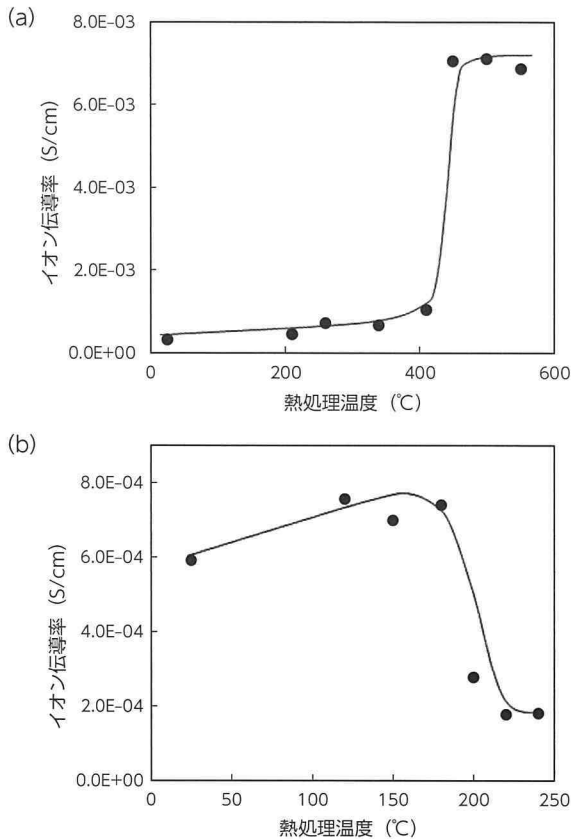 (a)
8.0E-03
6.0E-03
4.0E-03
2.0E-03
0.0E+00
イオン伝導率 (S/cm)
0
200
400
600
熱処理温度 (℃)
(b)
8.0E-04
6.0E-04
4.0E-04
2.0E-04
0.0E+00
イオン伝導率 (S/cm)
0
50
100
150
200
250
熱処理温度 (℃)